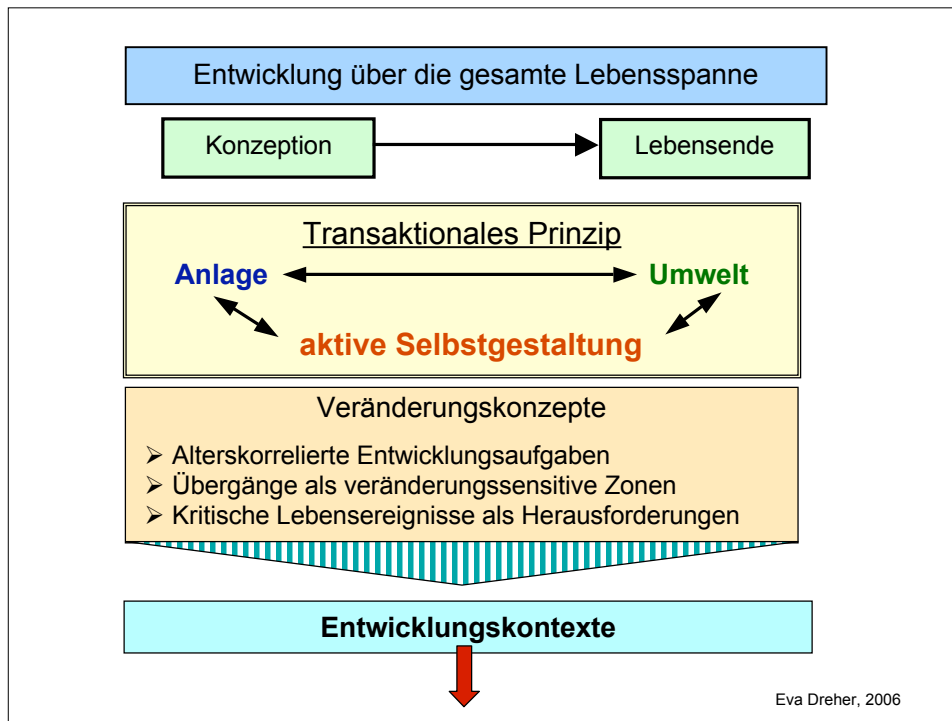 Entwicklung über die gesamte Lebensspanne
Konzeption
Lebensende
Transaktionales Prinzip
Anlage
Umwelt
aktive Selbstgestaltung
Veränderungskonzepte
➢ Alterskorrelierte Entwicklungsaufgaben
➢ Übergänge als veränderungssensitive Zonen
➢ Kritische Lebensereignisse als Herausforderungen
Entwicklungskontexte
Eva Dreher, 2006